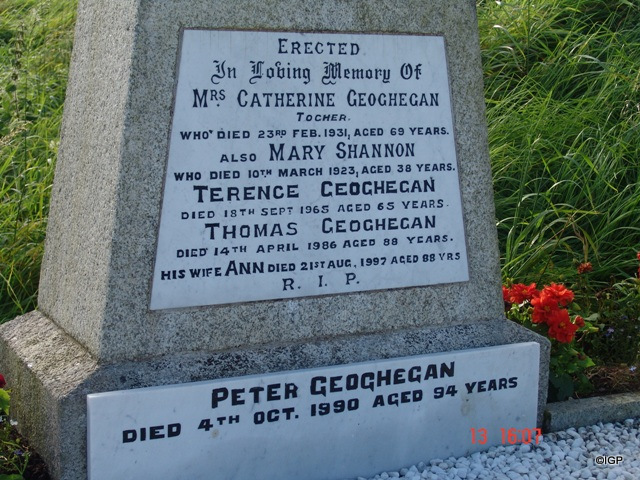 ERECTED
In Loving Memory Of
MRS CATHERINE GEOGHEGAN
TOCHER.
WHO DIED 23RD FEB. 1931, AGED 69 YEARS.
ALSO MARY SHANNON
WHO DIED 10TH MARCH 1923, AGED 38 YEARS.
TERENCE GEOGHEGAN
DIED 18TH SEPT 1965 AGED 65 YEARS.
THOMAS GEOGHEGAN
DIED 14TH APRIL 1986 AGED 88 YEARS.
HIS WIFE ANN DIED 21ST AUG, 1997 AGED 88 YRS
R. I. P.
PETER GEOGHEGAN
DIED 4TH OCT. 1990 AGED 94 YEARS
13 16:07
©IGP